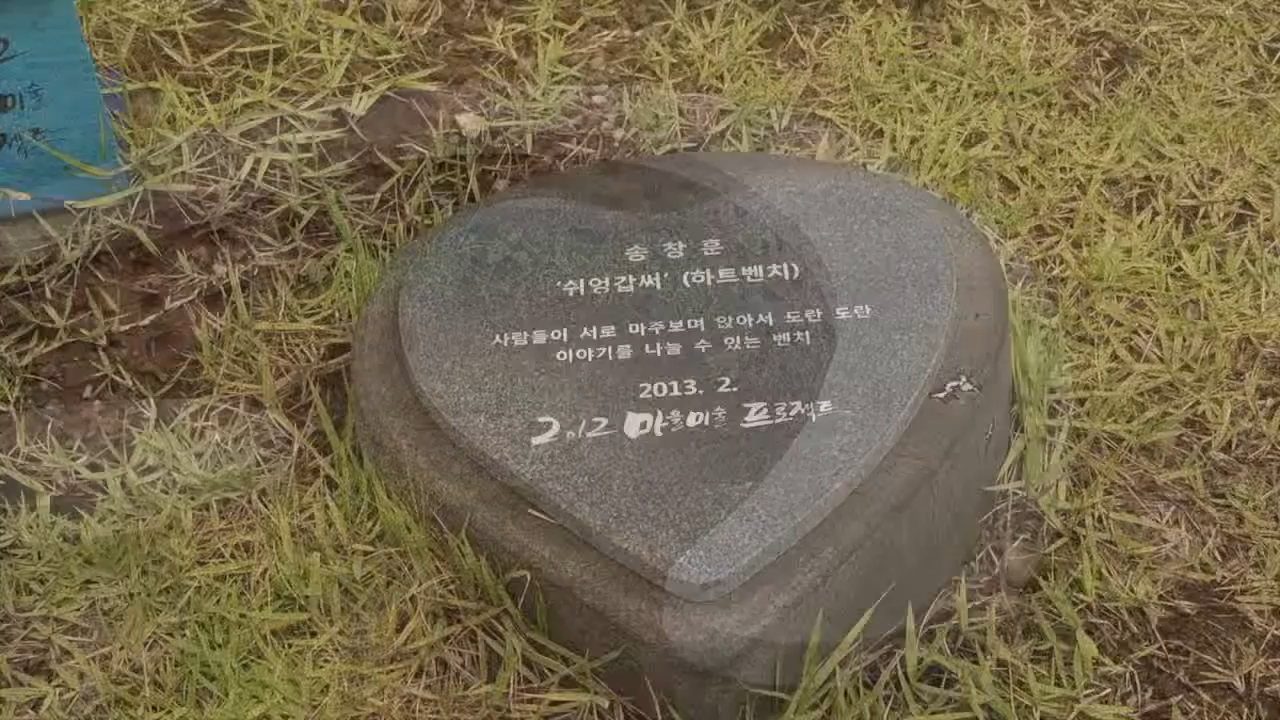 송창훈
‘쉬영갑써’ (하트벤치)
사람들이 서로 마주보며 앉아서 도란 도란
이야기를 나눌 수 있는 벤치
2013. 2.
2012 마을미술 프로젝트